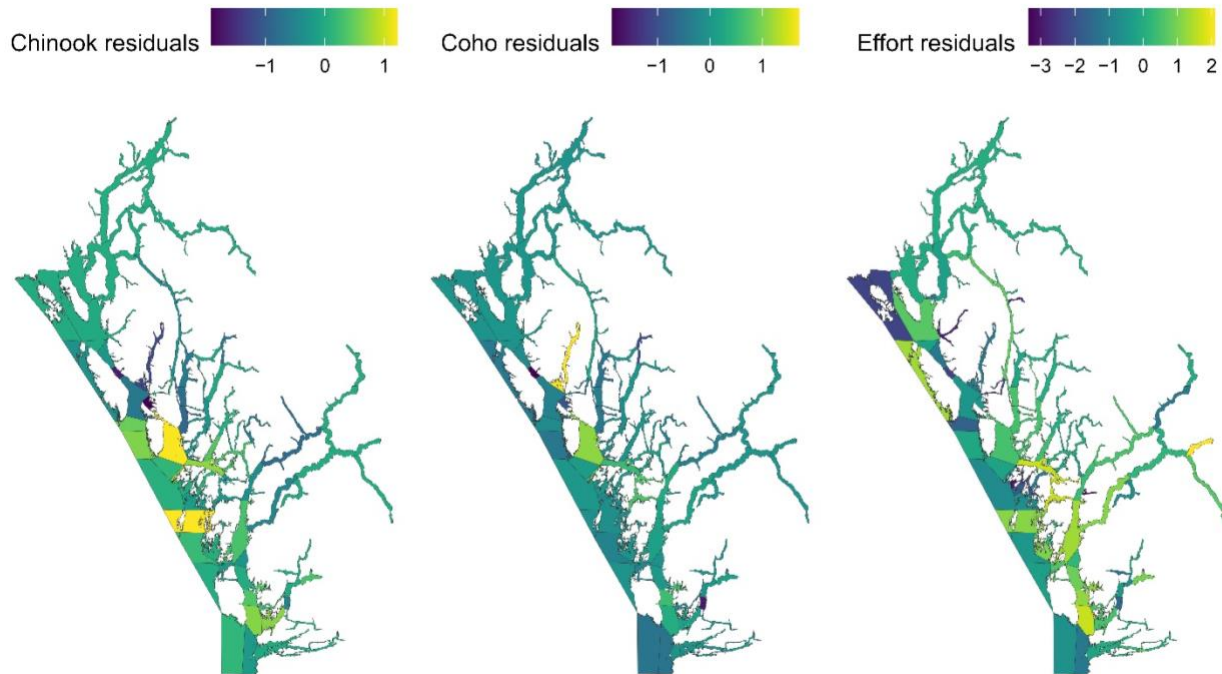 Chinook residuals
−1 0 1
Coho residuals
−1 0 1
Effort residuals
−3 −2 −1 0 1 2